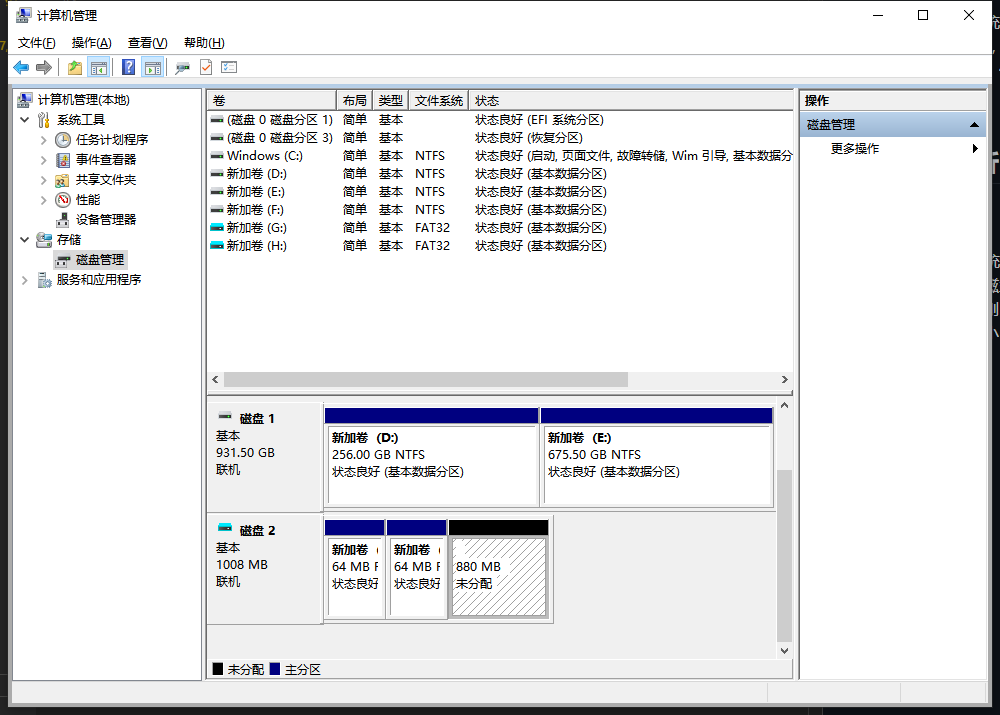 计算机管理
文件(F) 操作(A) 查看(V) 帮助(H)
计算机管理(本地)
系统工具
任务计划程序
事件查看器
共享文件夹
性能
设备管理器
存储
磁盘管理
服务和应用程序
卷 布局 类型 文件系统 状态
(磁盘 0 磁盘分区 1) 简单 基本 状态良好 (EFI 系统分区)
(磁盘 0 磁盘分区 3) 简单 基本 状态良好 (恢复分区)
Windows (C:) 简单 基本 NTFS 状态良好 (启动, 页面文件, 故障转储, Wim 引导, 基本数据分
新加卷 (D:) 简单 基本 NTFS 状态良好 (基本数据分区)
新加卷 (E:) 简单 基本 NTFS 状态良好 (基本数据分区)
新加卷 (F:) 简单 基本 NTFS 状态良好 (基本数据分区)
新加卷 (G:) 简单 基本 FAT32 状态良好 (基本数据分区)
新加卷 (H:) 简单 基本 FAT32 状态良好 (基本数据分区)
磁盘 1
基本
931.50 GB
联机
新加卷 (D:)
256.00 GB NTFS
状态良好 (基本数据分区)
新加卷 (E:)
675.50 GB NTFS
状态良好 (基本数据分区)
磁盘 2
基本
1008 MB
联机
新加卷 (
64 MB F
状态良好
新加卷 (
64 MB F
状态良好
880 MB
未分配
未分配 主分区
操作
磁盘管理
更多操作